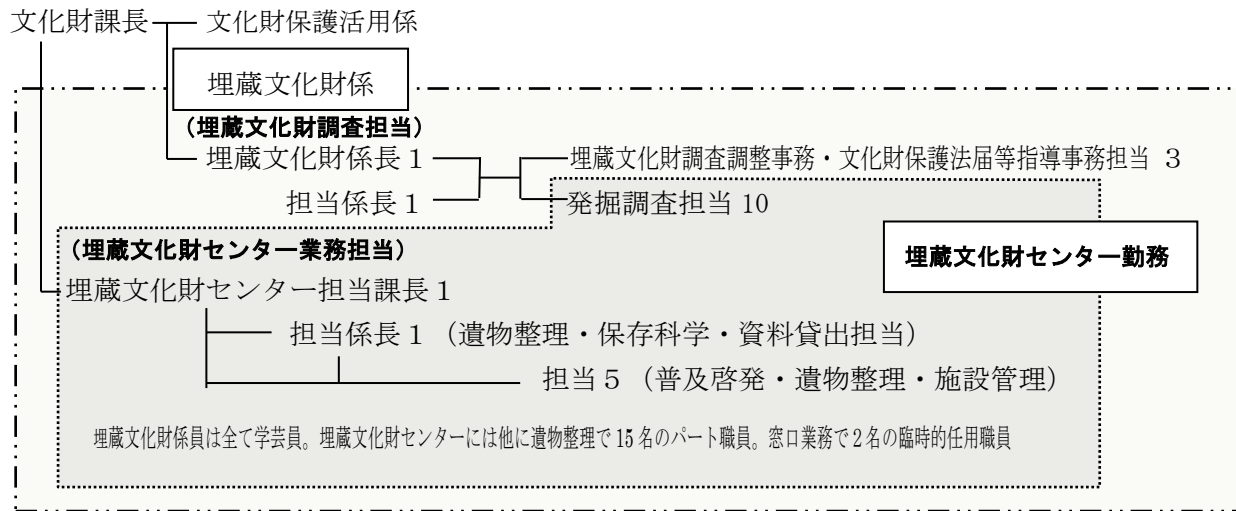 文化財課長 文化財保護活用係
埋蔵文化財係
(埋蔵文化財調査担当)
埋蔵文化財係長1 埋蔵文化財調査調整事務・文化財保護法届等指導事務担当 3
担当係長1 発掘調査担当10
(埋蔵文化財センター業務担当)
埋蔵文化財センター勤務
埋蔵文化財センター担当課長1
担当係長1 (遺物整理・保存科学・資料貸出担当)
担当5 (普及啓発・遺物整理・施設管理)
埋蔵文化財係員は全て学芸員。埋蔵文化財センターには他に遺物整理で15名のパート職員。窓口業務で2名の臨時的任用職員